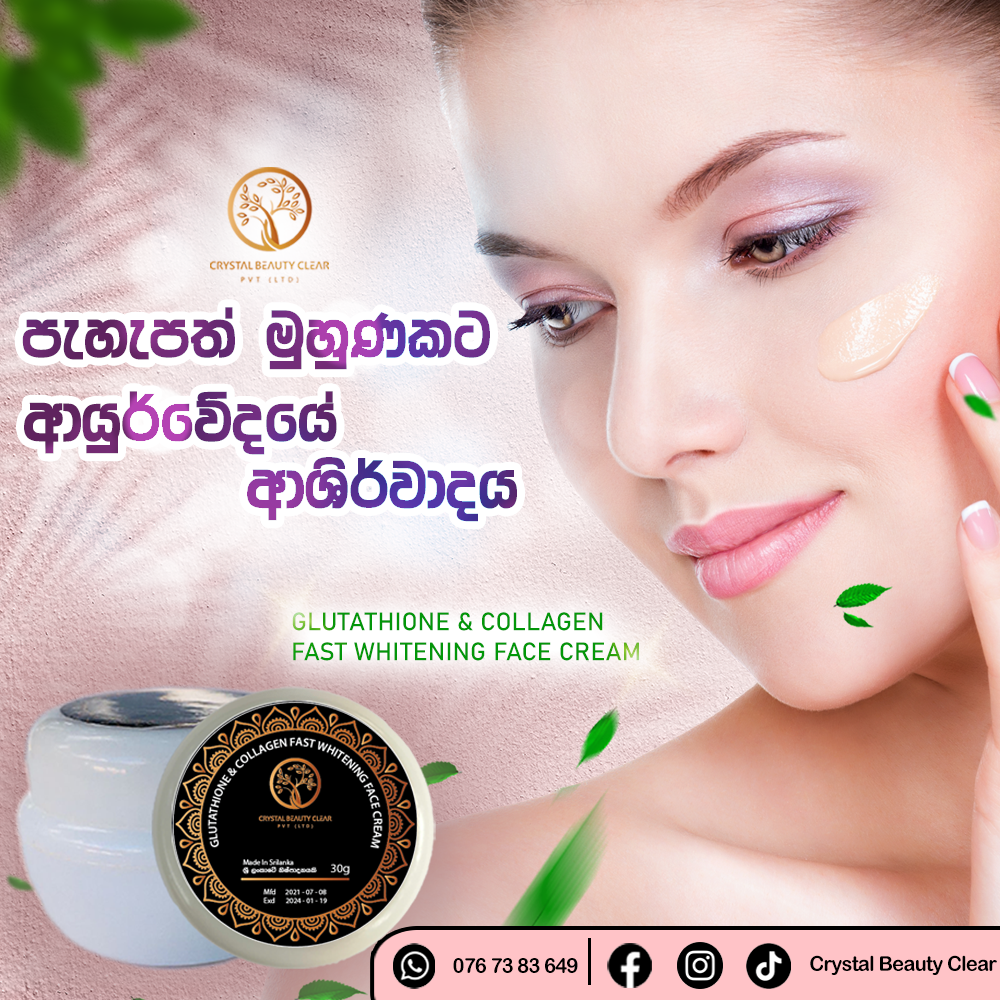 CRYSTAL BEAUTY CLEAR
PVT (LTD)
පැහැපත් මුහුණකට
ආයුර්වේදයේ
ආශිර්වාදය
GLUTATHIONE & COLLAGEN
FAST WHITENING FACE CREAM
GLUTATHIONE & COLLAGEN FAST WHITENING FACE CREAM
CRYSTAL BEAUTY CLEAR
PVT (LTD)
Made In Srilanka
ශ්‍රී ලංකාවේ නිෂ්පාදනයකි 30g
Mfd 2021 - 07 - 08
Exd 2024 - 01 - 19
076 73 83 649 Crystal Beauty Clear